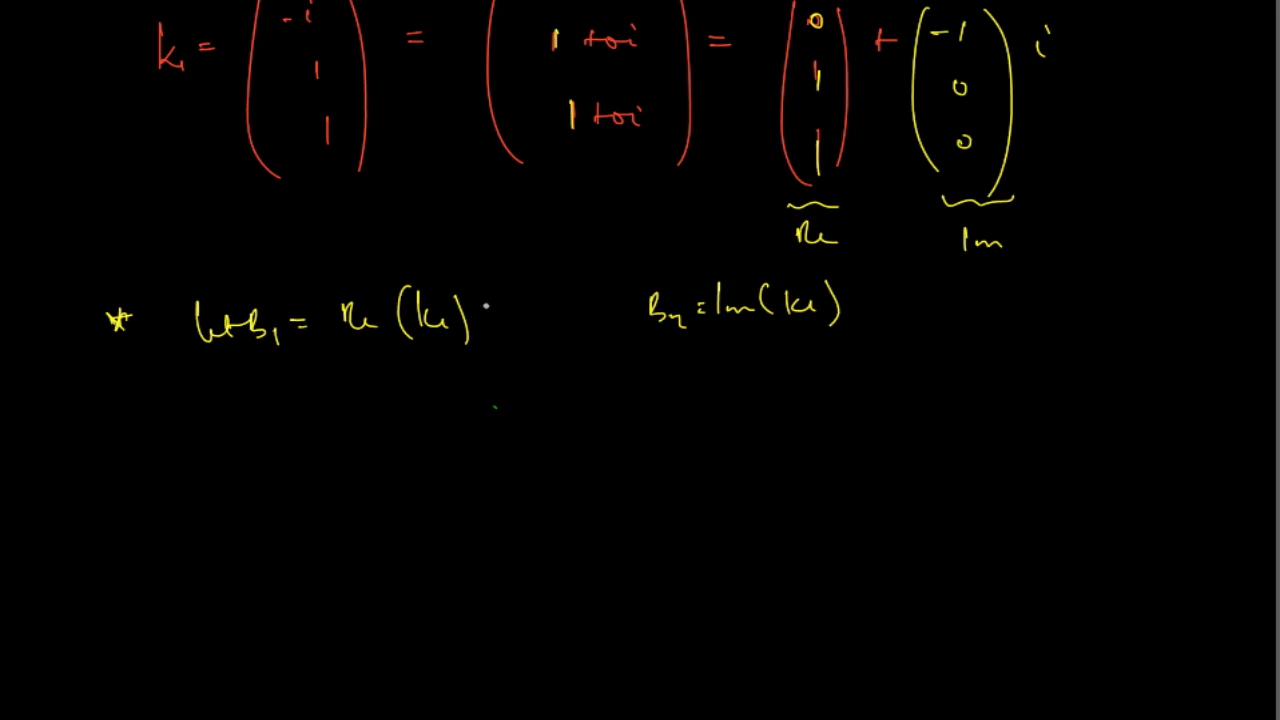 -i
k₁ = 1 = 1 +0i = 0 + -1 i
1 1 0
1 1 +0i 1 0
Re Im
* let B₁ = Re (k₁) B₂ = Im (k₁)